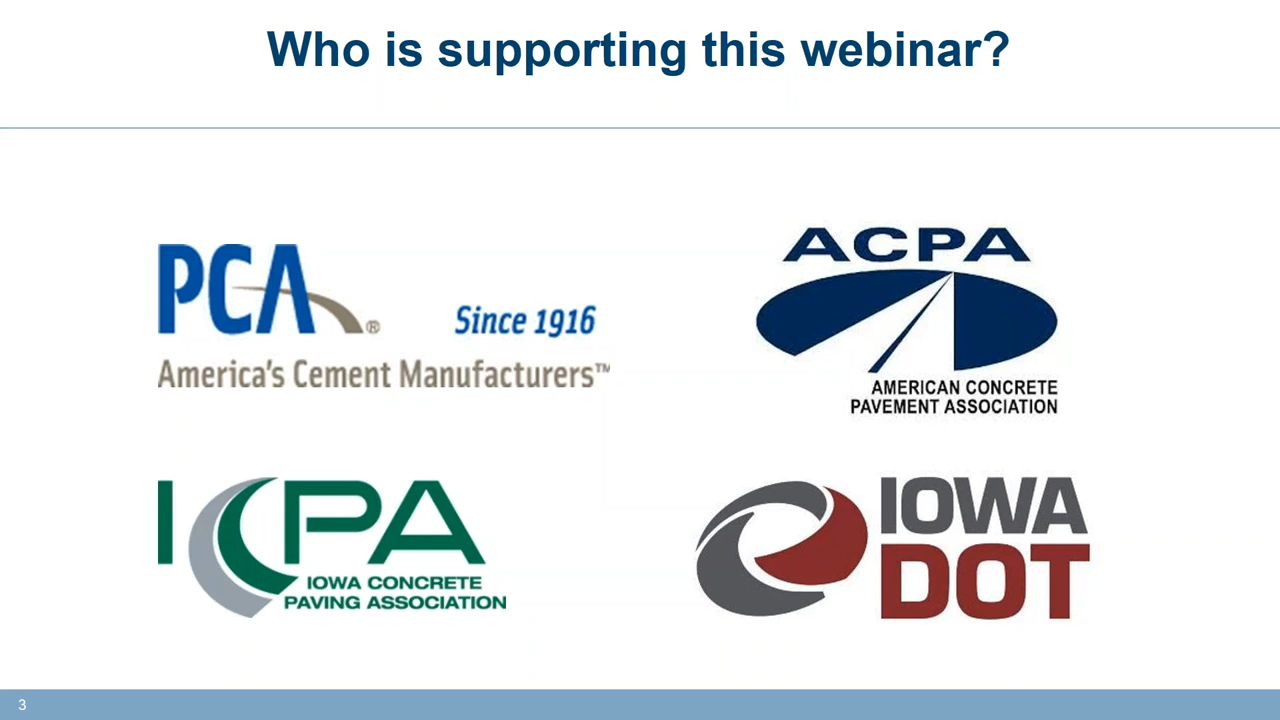 Who is supporting this webinar?
PCA®
Since 1916
America's Cement Manufacturers™
ACPA
AMERICAN CONCRETE
PAVEMENT ASSOCIATION
ICPA
IOWA CONCRETE
PAVING ASSOCIATION
IOWA
DOT
3